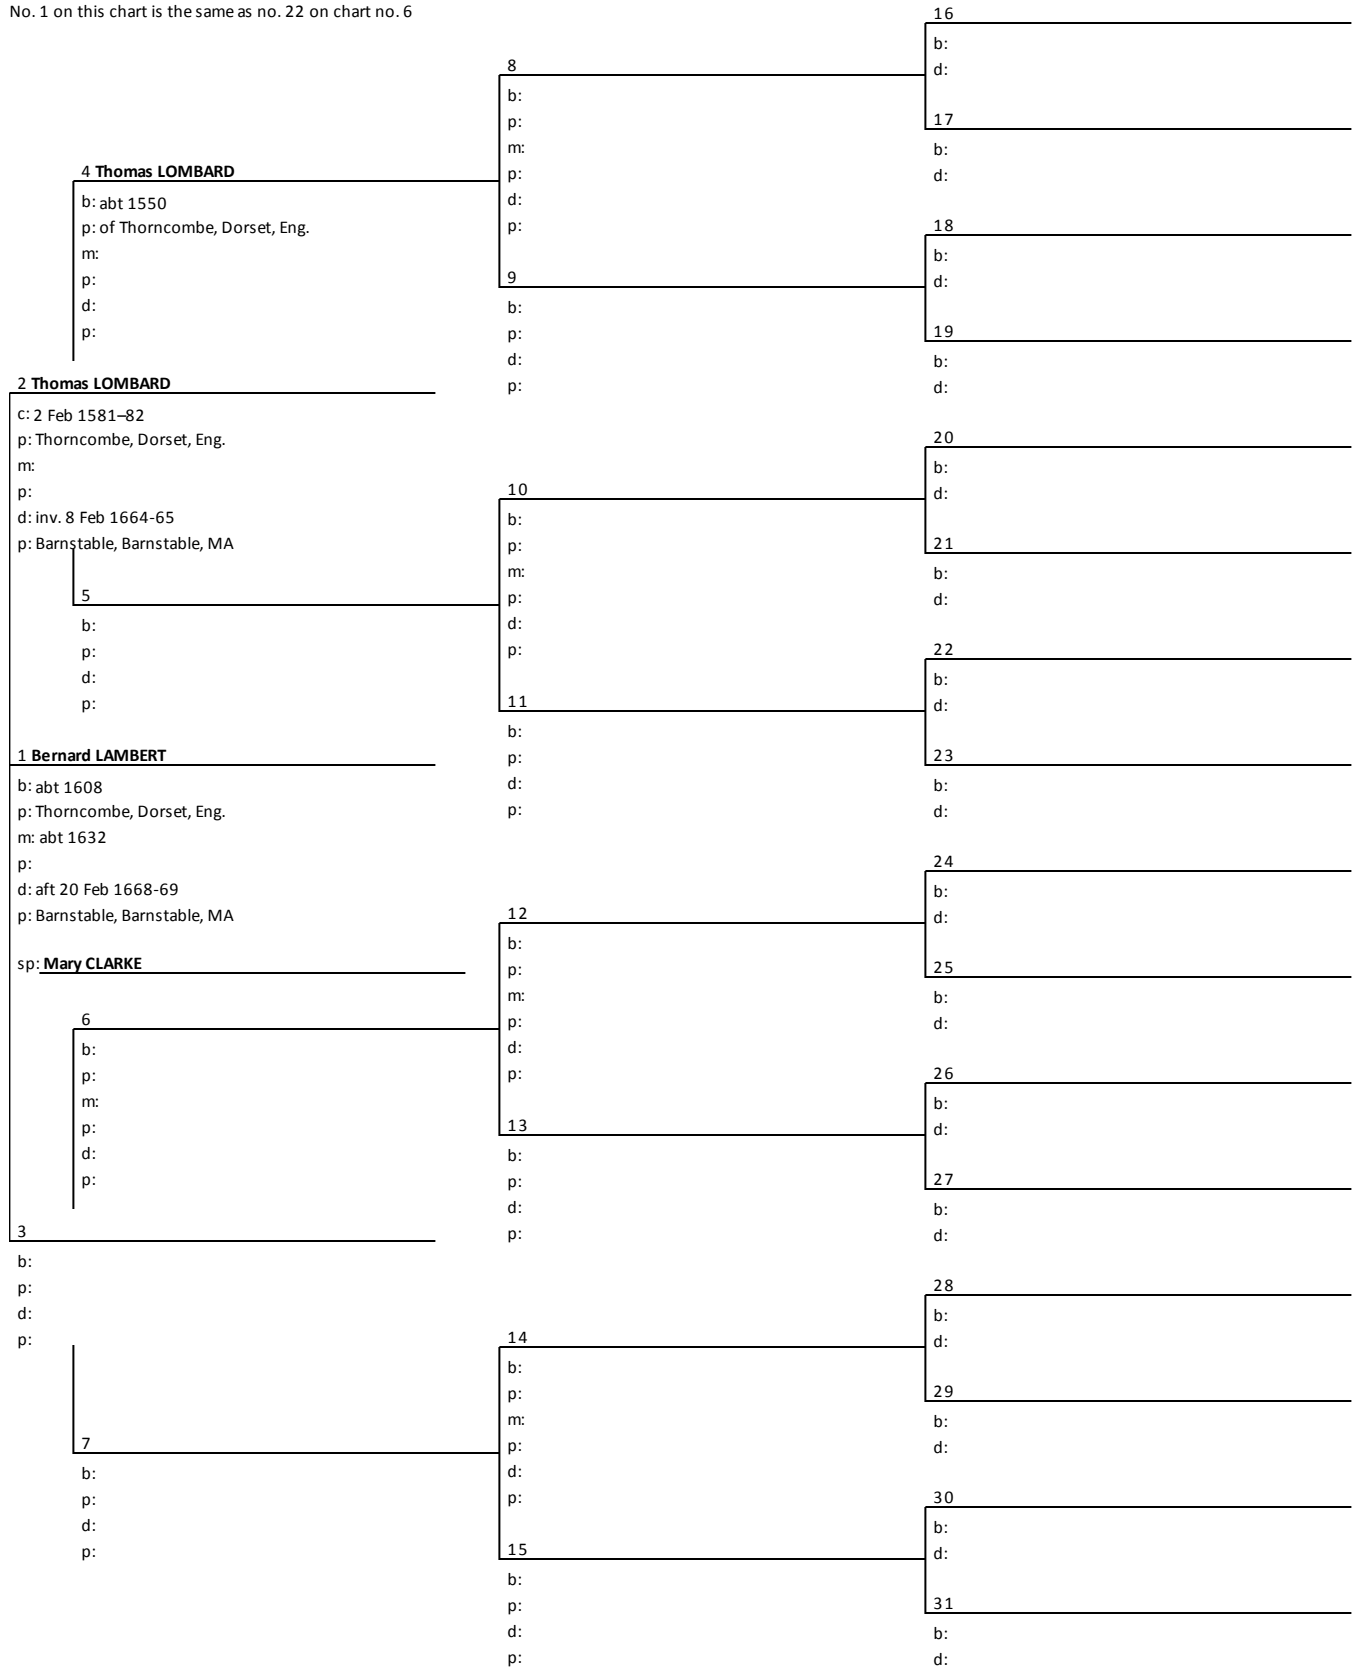 No. 1 on this chart is the same as no. 22 on chart no. 6
4 Thomas LOMBARD
b: abt 1550
p: of Thorncombe, Dorset, Eng.
m:
p:
d:
p:
2 Thomas LOMBARD
c: 2 Feb 1581–82
p: Thorncombe, Dorset, Eng.
m:
p:
d: inv. 8 Feb 1664-65
p: Barnstable, Barnstable, MA
5
b:
p:
d:
p:
1 Bernard LAMBERT
b: abt 1608
p: Thorncombe, Dorset, Eng.
m: abt 1632
p:
d: aft 20 Feb 1668-69
p: Barnstable, Barnstable, MA
sp: Mary CLARKE
6
b:
p:
m:
p:
d:
p:
3
b:
p:
d:
p:
7
b:
p:
d:
p:
8
b:
p:
m:
p:
d:
p:
9
b:
p:
d:
p:
10
b:
p:
m:
p:
d:
p:
11
b:
p:
d:
p:
12
b:
p:
m:
p:
d:
p:
13
b:
p:
d:
p:
14
b:
p:
m:
p:
d:
p:
15
b:
p:
d:
p:
16
b:
d:
17
b:
d:
18
b:
d:
19
b:
d:
20
b:
d:
21
b:
d:
22
b:
d:
23
b:
d:
24
b:
d:
25
b:
d:
26
b:
d:
27
b:
d:
28
b:
d:
29
b:
d:
30
b:
d:
31
b:
d: